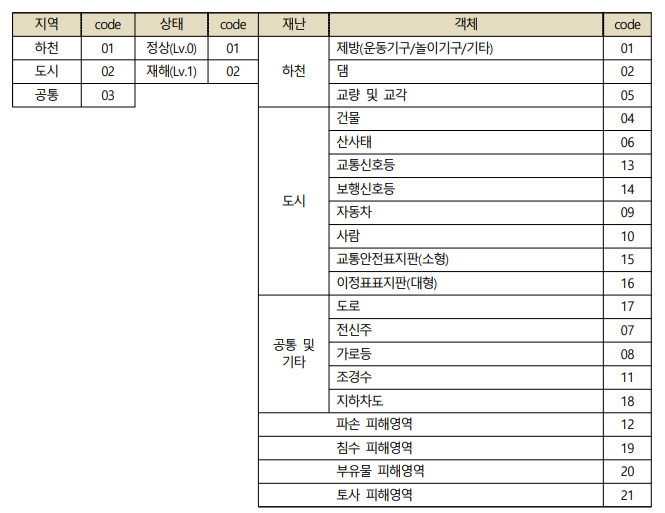 지역 code 상태 code 재난 객체 code
하천 01 정상(Lv.0) 01 하천 제방(운동기구/놀이기구/기타) 01
도시 02 재해(Lv.1) 02 댐 02
공통 03 교량 및 교각 05
도시 건물 04
산사태 06
교통신호등 13
보행신호등 14
자동차 09
사람 10
교통안전표지판(소형) 15
이정표표지판(대형) 16
공통 및 기타 도로 17
전신주 07
가로등 08
조경수 11
지하차도 18
파손 피해영역 12
침수 피해영역 19
부유물 피해영역 20
토사 피해영역 21